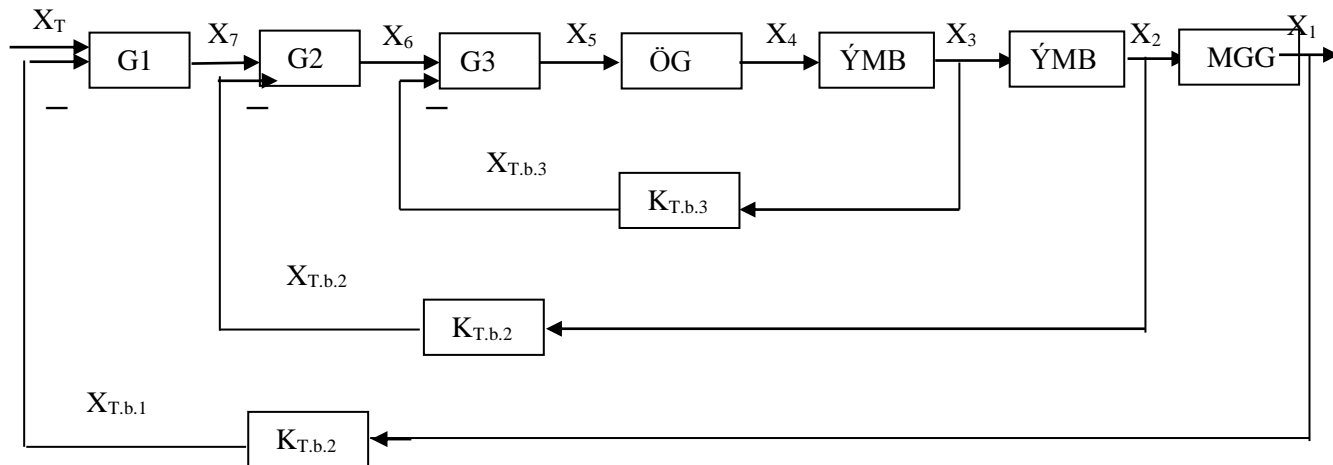 X_T
X_7
X_6
X_5
X_4
X_3
X_2
X_1
G1
G2
G3
ÖG
ÝMB
ÝMB
MGG
X_T.b.3
K_T.b.3
X_T.b.2
K_T.b.2
X_T.b.1
K_T.b.2